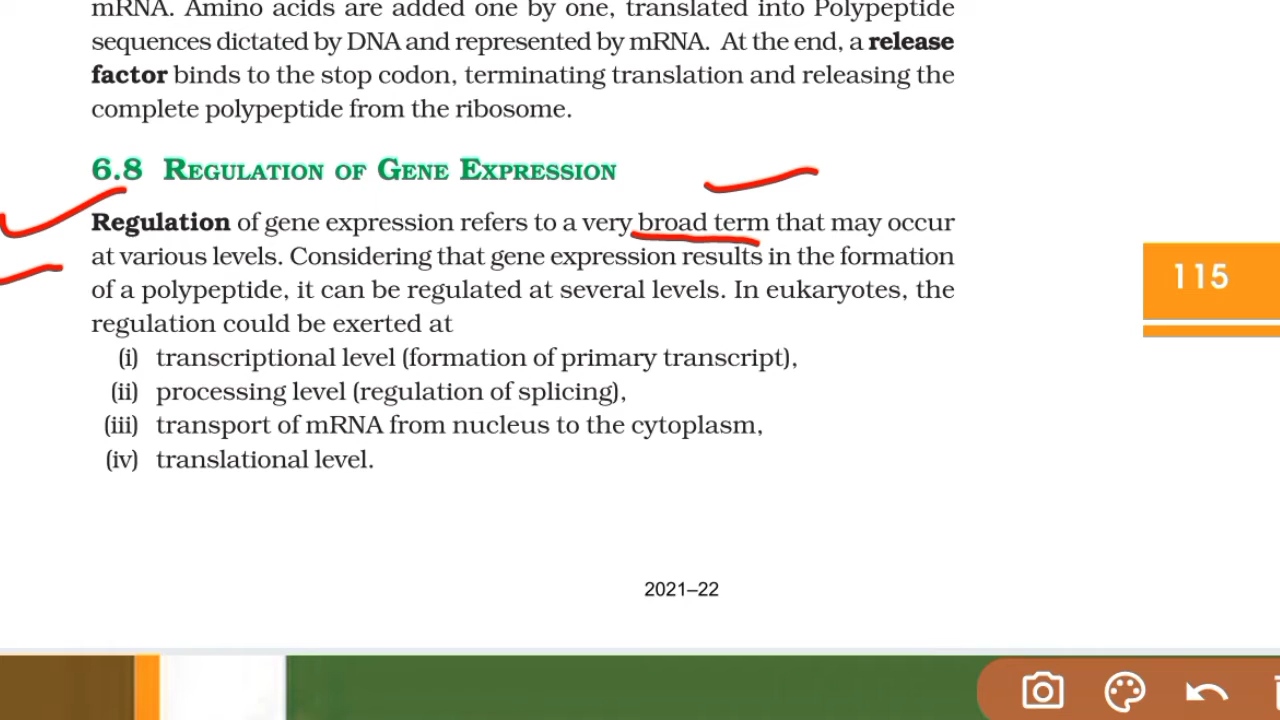 mRNA. Amino acids are added one by one, translated into Polypeptide
sequences dictated by DNA and represented by mRNA. At the end, a release
factor binds to the stop codon, terminating translation and releasing the
complete polypeptide from the ribosome.
6.8 REGULATION OF GENE EXPRESSION
Regulation of gene expression refers to a very broad term that may occur
at various levels. Considering that gene expression results in the formation
of a polypeptide, it can be regulated at several levels. In eukaryotes, the
regulation could be exerted at
(i) transcriptional level (formation of primary transcript),
(ii) processing level (regulation of splicing),
(iii) transport of mRNA from nucleus to the cytoplasm,
(iv) translational level.
115
2021–22